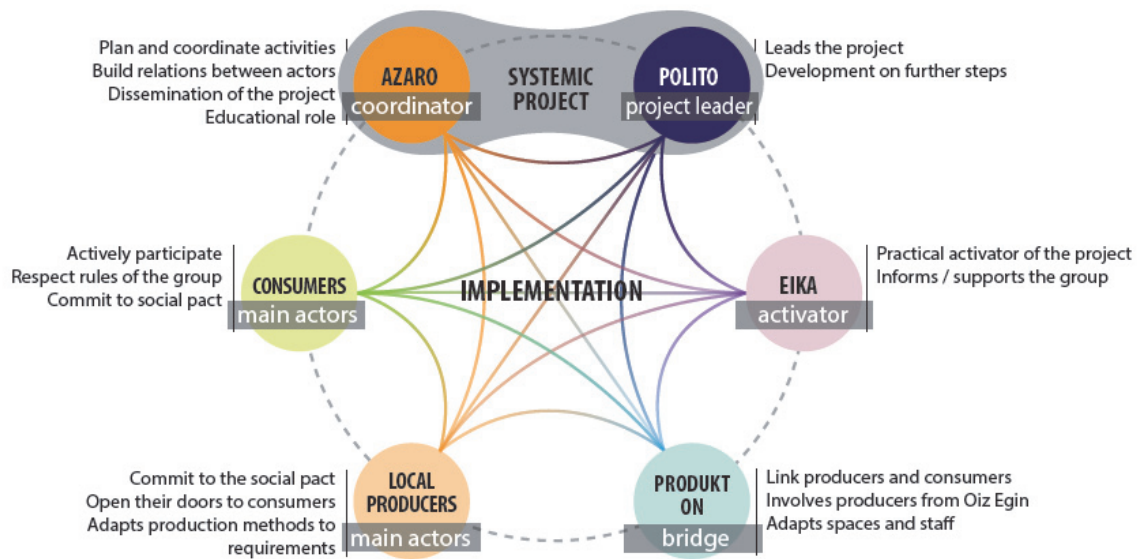 Plan and coordinate activities
Build relations between actors
Dissemination of the project
Educational role
AZARO
coordinator
SYSTEMIC
PROJECT
POLITO
project leader
Leads the project
Development on further steps
Actively participate
Respect rules of the group
Commit to social pact
CONSUMERS
main actors
IMPLEMENTATION
EIKA
activator
Practical activator of the project
Informs / supports the group
Commit to the social pact
Open their doors to consumers
Adapts production methods to
requirements
LOCAL
PRODUCERS
main actors
PRODUKT
ON
bridge
Link producers and consumers
Involves producers from Oiz Egin
Adapts spaces and staff